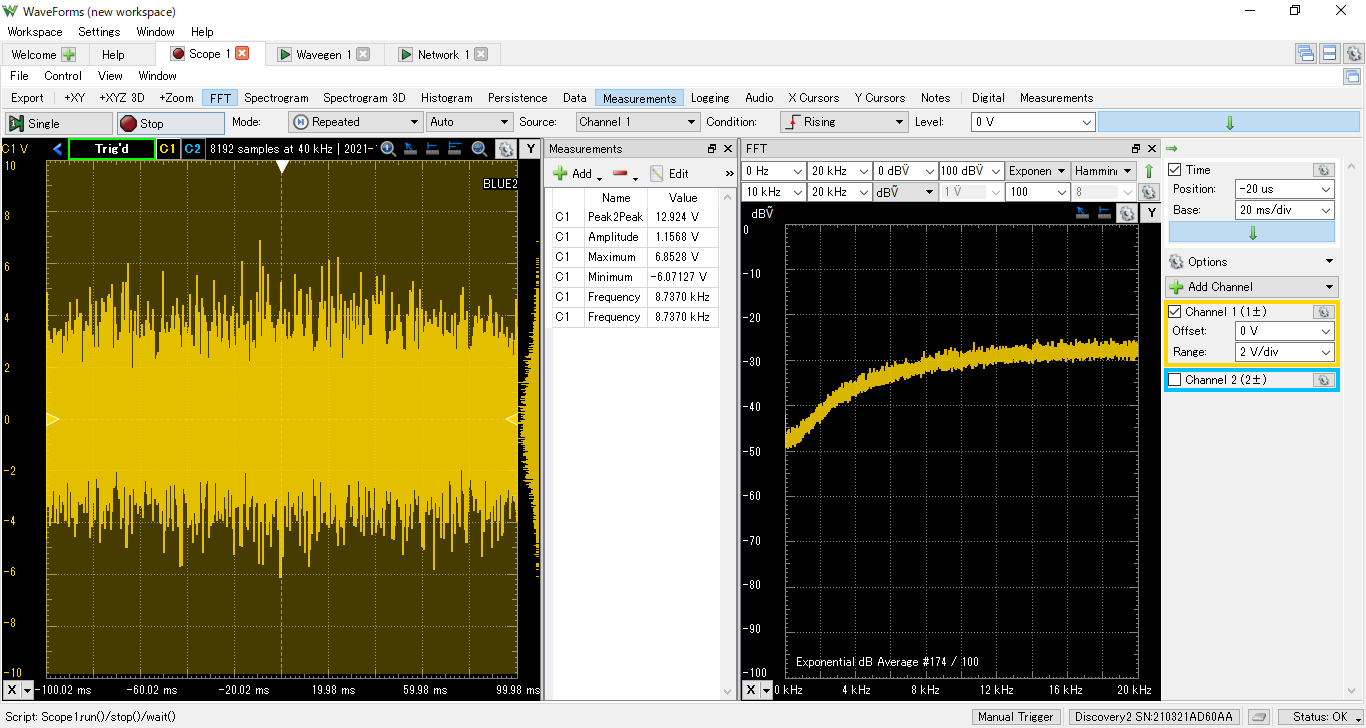 WaveForms (new workspace)
Workspace Settings Window Help
Welcome Help Scope 1 Wavegen 1 Network 1
File Control View Window
Export +XY +XYZ 3D +Zoom FFT Spectrogram Spectrogram 3D Histogram Persistence Data Measurements Logging Audio X Cursors Y Cursors Notes Digital Measurements
Single Stop Mode: Repeated Auto Source: Channel 1 Condition: Rising Level: 0 V
C1 V Trig'd C1 C2 8192 samples at 40 kHz | 2021- Y
BLUE2
10
8
6
4
2
0
-2
-4
-6
-8
-10
X -100.02 ms -60.02 ms -20.02 ms 19.98 ms 59.98 ms 99.98 ms
Measurements
Add Edit »
Name Value
C1 Peak2Peak 12.924 V
C1 Amplitude 1.1568 V
C1 Maximum 6.8528 V
C1 Minimum -6.07127 V
C1 Frequency 8.7370 kHz
C1 Frequency 8.7370 kHz
FFT
0 Hz 20 kHz 0 dBṼ 100 dBṼ Exponen Hammin
10 kHz 20 kHz dBṼ 1 Ṽ 100 8
dBṼ Y
0
-10
-20
-30
-40
-50
-60
-70
-80
-90
-100
Exponential dB Average #174 / 100
X 0 kHz 4 kHz 8 kHz 12 kHz 16 kHz 20 kHz
Time
Position: -20 us
Base: 20 ms/div
Options
Add Channel
Channel 1 (1±)
Offset: 0 V
Range: 2 V/div
Channel 2 (2±)
Script: Scope1.run()/stop()/wait()
Manual Trigger Discovery2 SN:210321AD60AA Status: OK